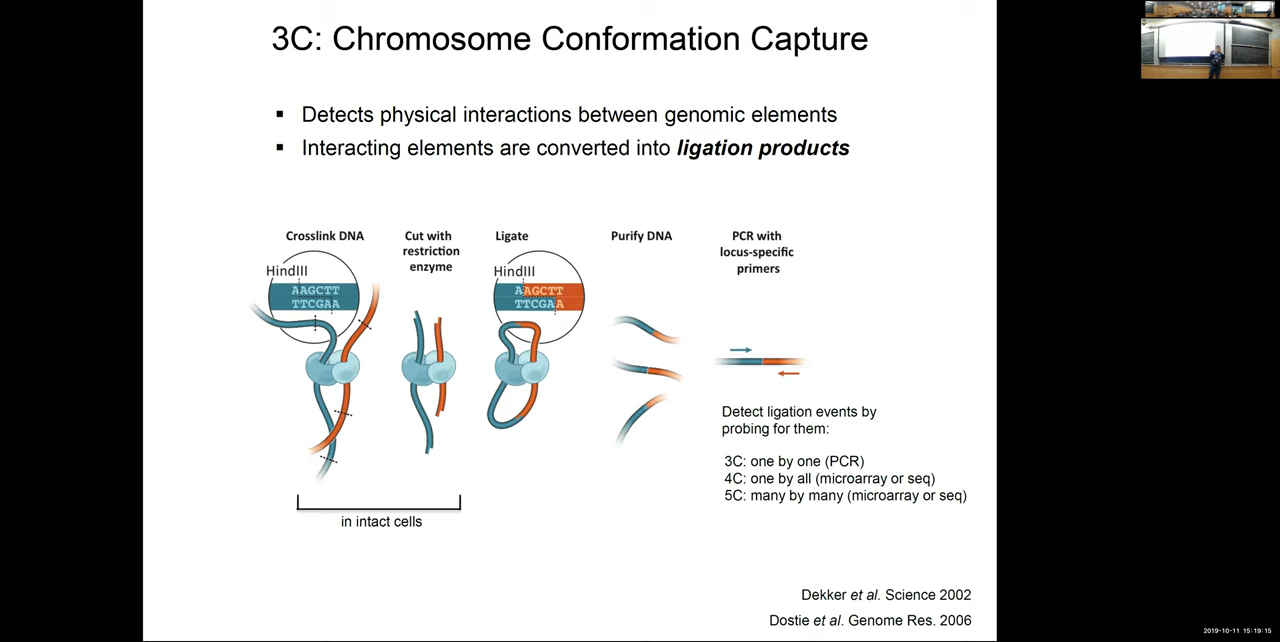 3C: Chromosome Conformation Capture
▪ Detects physical interactions between genomic elements
▪ Interacting elements are converted into ligation products
Crosslink DNA
HindIII
AAGCTT
TTCGAA
Cut with
restriction
enzyme
Ligate
HindIII
AAGCTT
TTCGAA
Purify DNA
PCR with
locus-specific
primers
Detect ligation events by
probing for them:
3C: one by one (PCR)
4C: one by all (microarray or seq)
5C: many by many (microarray or seq)
in intact cells
Dekker et al. Science 2002
Dostie et al. Genome Res. 2006
2019-10-11 15:19:15